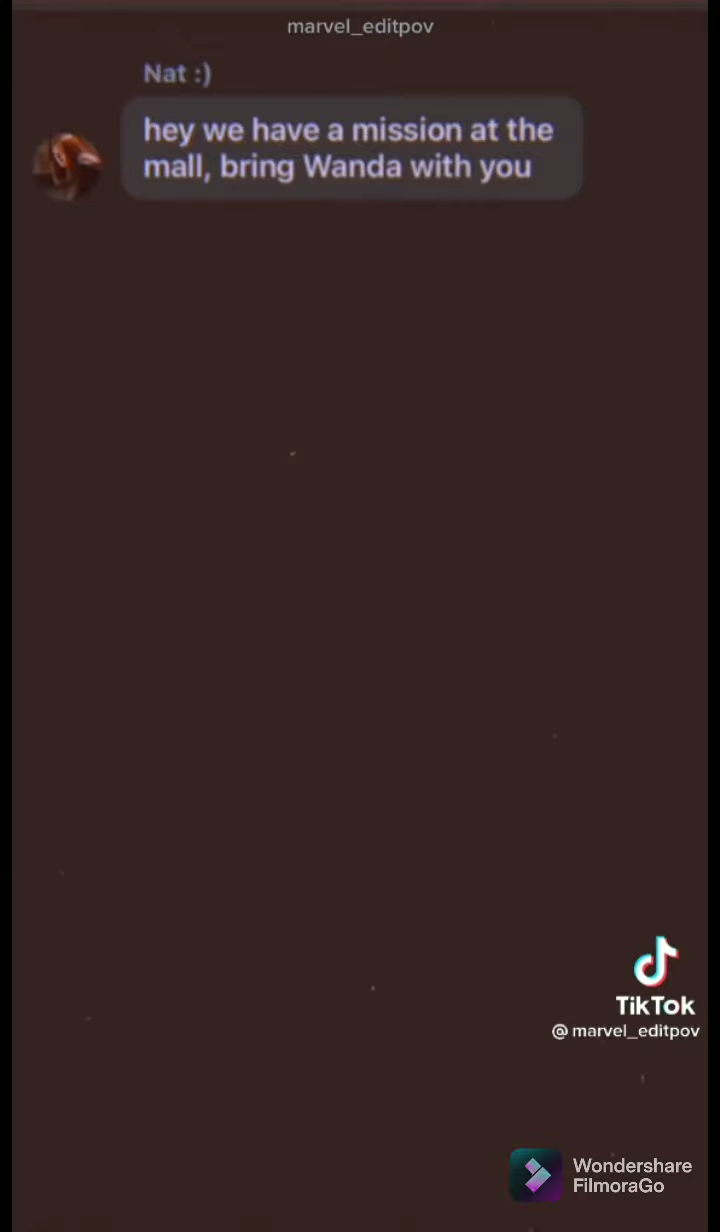 marvel_editpov
Nat :)
hey we have a mission at the
mall, bring Wanda with you
TikTok
@marvel_editpov
Wondershare
FilmoraGo